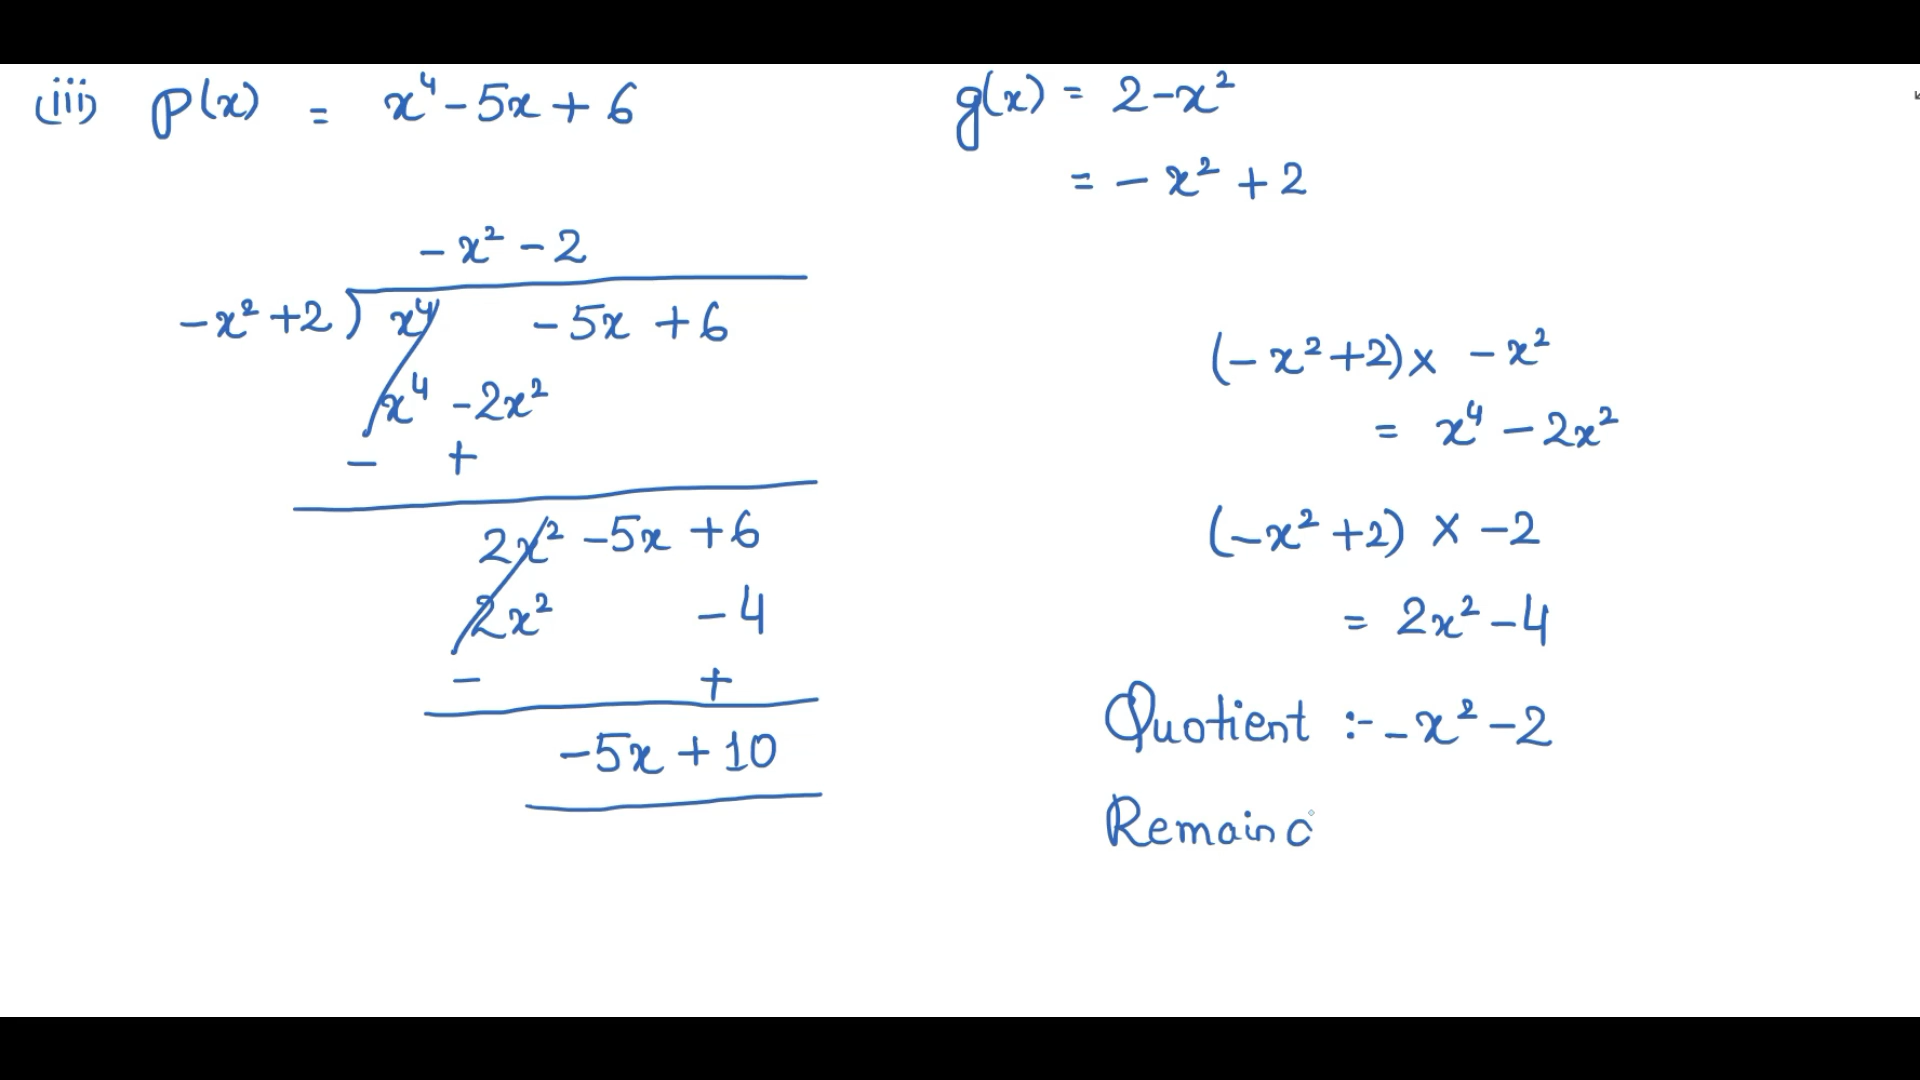 (iii) p(x) = x⁴ - 5x + 6
g(x) = 2 - x²
= - x² + 2
- x² - 2
- x² + 2 ) x⁴ - 5x + 6
x⁴ - 2x²
- +
2x² - 5x + 6
2x² - 4
- +
- 5x + 10
(- x² + 2) × - x²
= x⁴ - 2x²
(- x² + 2) × - 2
= 2x² - 4
Quotient :- - x² - 2
Remain